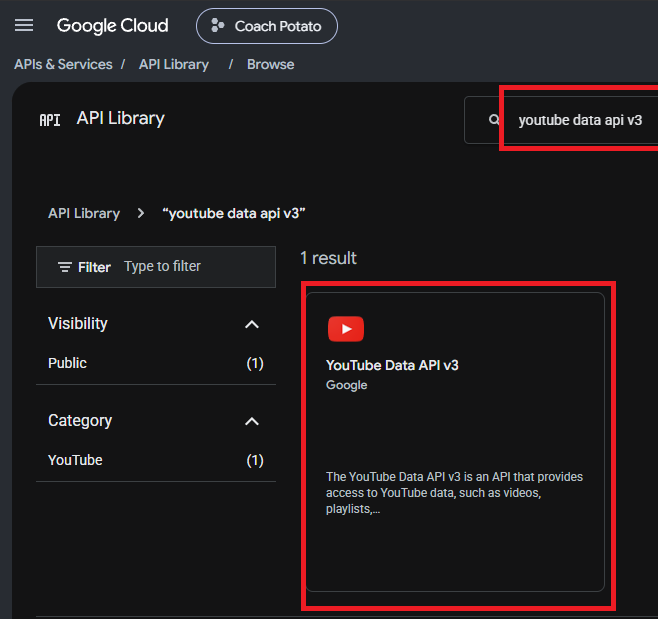 Google Cloud
Coach Potato
APIs & Services / API Library / Browse
API API Library
youtube data api v3
API Library > “youtube data api v3”
Filter Type to filter
1 result
Visibility
Public (1)
Category
YouTube (1)
YouTube Data API v3
Google
The YouTube Data API v3 is an API that provides
access to YouTube data, such as videos,
playlists,...